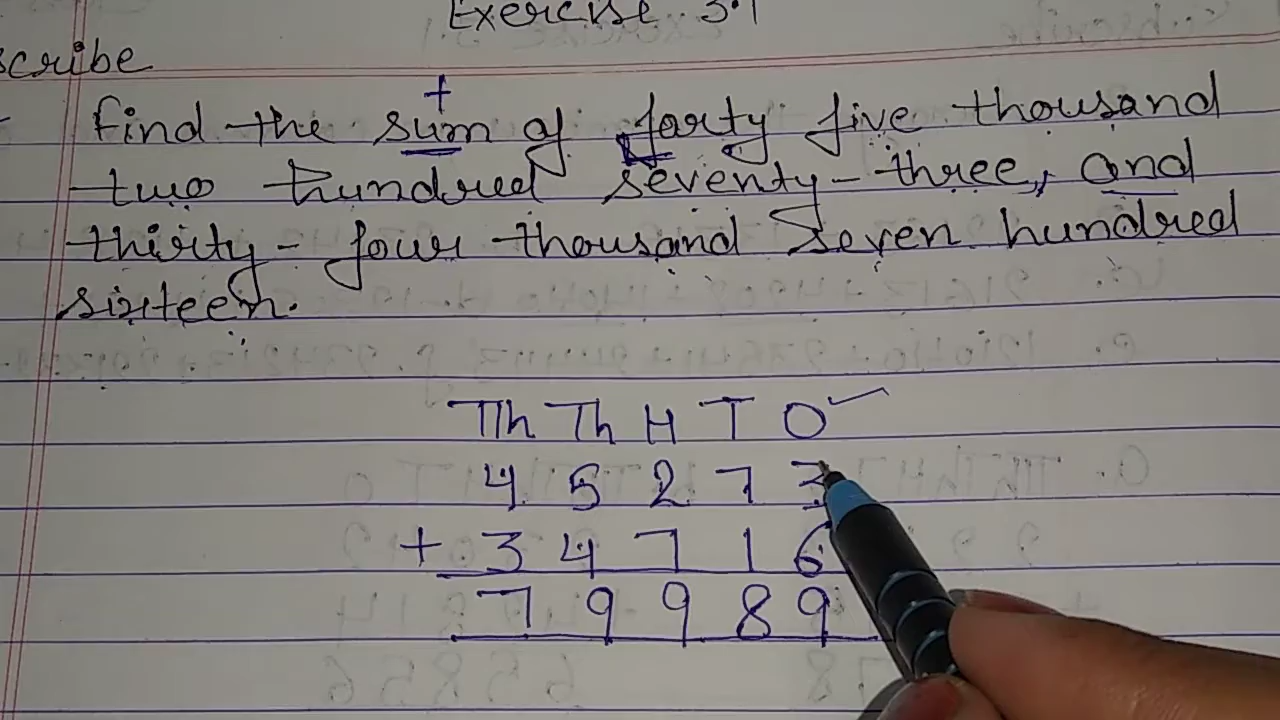 Exercise 3.1
scribe
+
Find the sum of forty five thousand
two hundred seventy-three, and
thirty-four thousand seven hundred
sixteen.
TTh Th H T O
4 5 2 7 3
+ 3 4 7 1 6
7 9 9 8 9